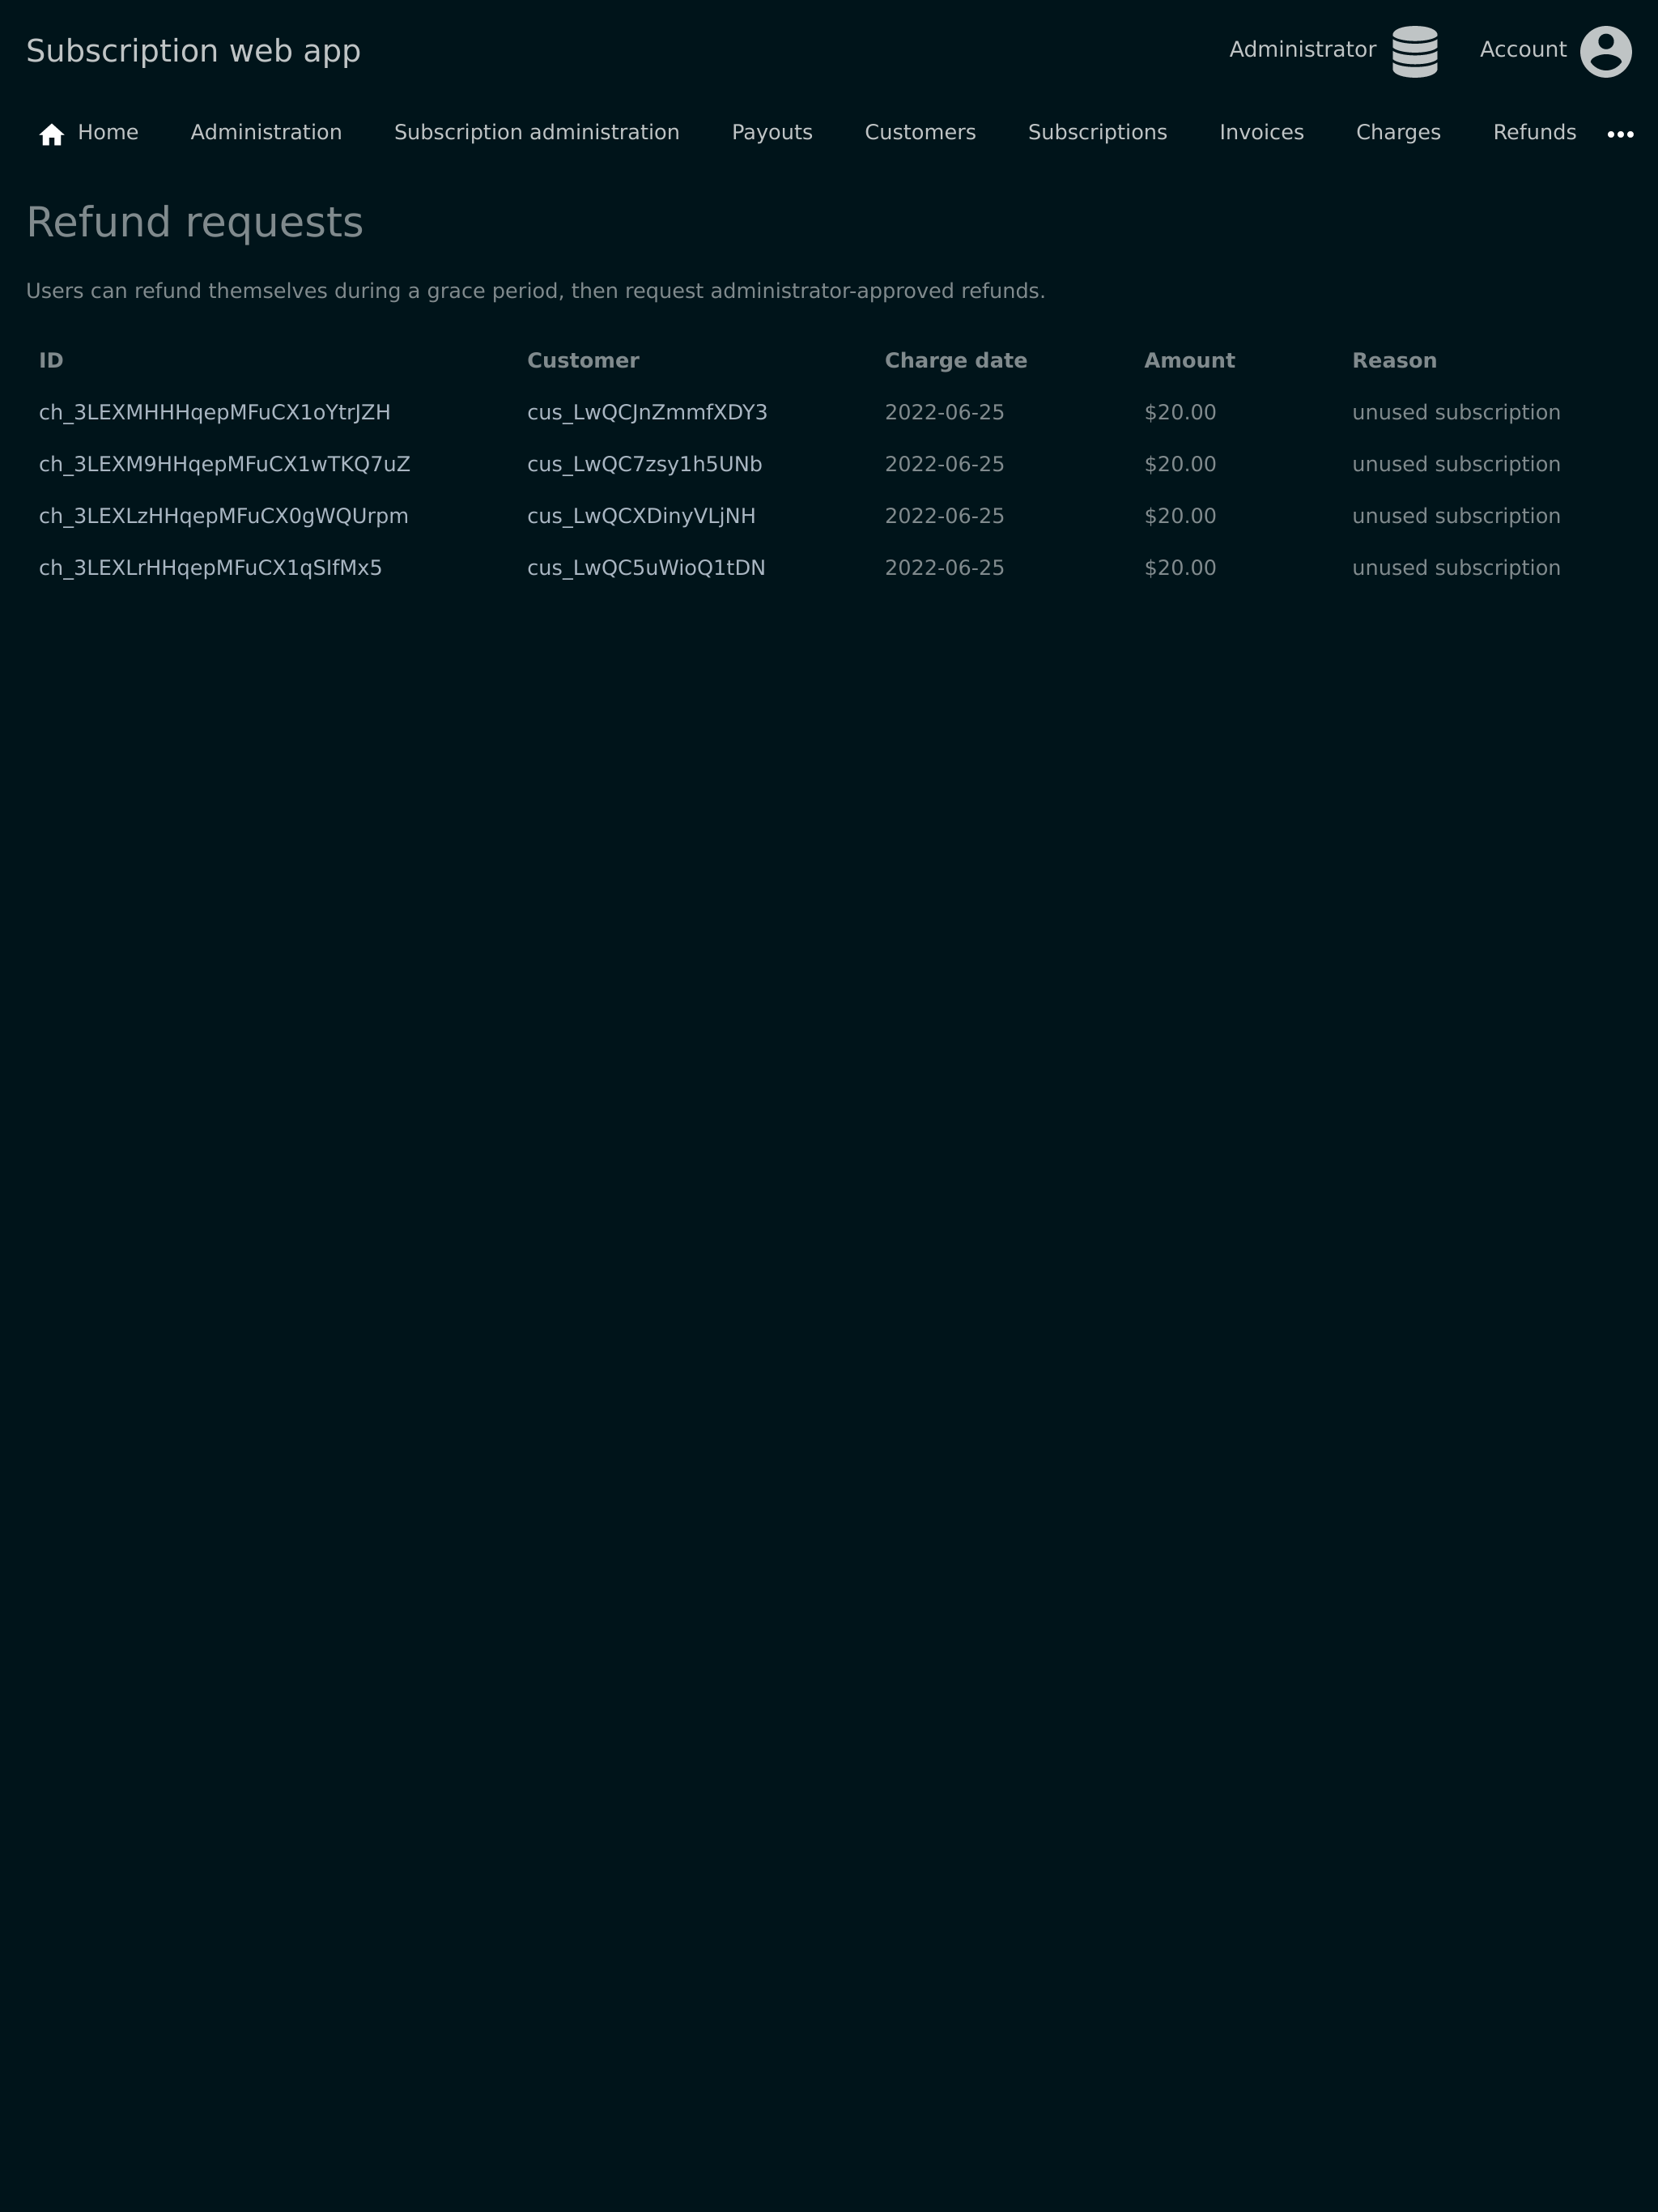 Subscription web app
Administrator
Account
Home Administration Subscription administration Payouts Customers Subscriptions Invoices Charges Refunds
Refund requests
Users can refund themselves during a grace period, then request administrator-approved refunds.
ID Customer Charge date Amount Reason
ch_3LEXMHHHqepMFuCX1oYtrJZH cus_LwQCJnZmmfXDY3 2022-06-25 $20.00 unused subscription
ch_3LEXM9HHqepMFuCX1wTKQ7uZ cus_LwQC7zsy1h5UNb 2022-06-25 $20.00 unused subscription
ch_3LEXLzHHqepMFuCX0gWQUrpm cus_LwQCXDinyVLjNH 2022-06-25 $20.00 unused subscription
ch_3LEXLrHHqepMFuCX1qSIfMx5 cus_LwQC5uWioQ1tDN 2022-06-25 $20.00 unused subscription